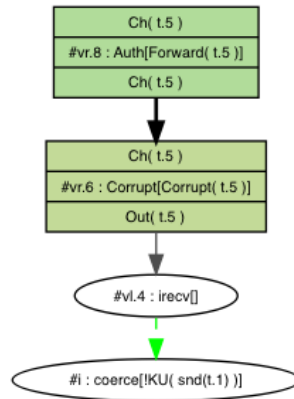 Ch( t.5 )
#vr.8 : Auth[Forward( t.5 )]
Ch( t.5 )
Ch( t.5 )
#vr.6 : Corrupt[Corrupt( t.5 )]
Out( t.5 )
#vl.4 : irecv[]
#i : coerce[!KU( snd(t.1) )]